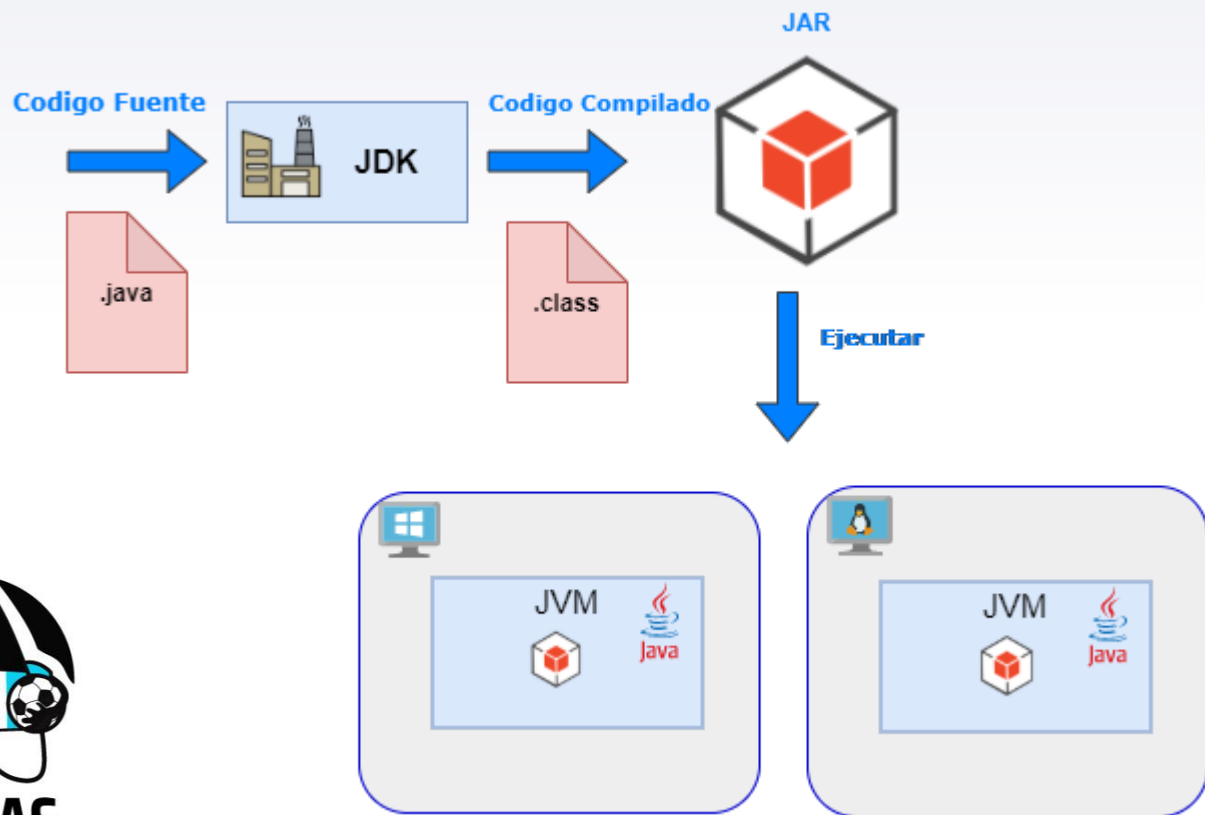 JAR
Codigo Fuente
Codigo Compilado
JDK
.java
.class
Ejecutar
JVM
Java
JVM
Java